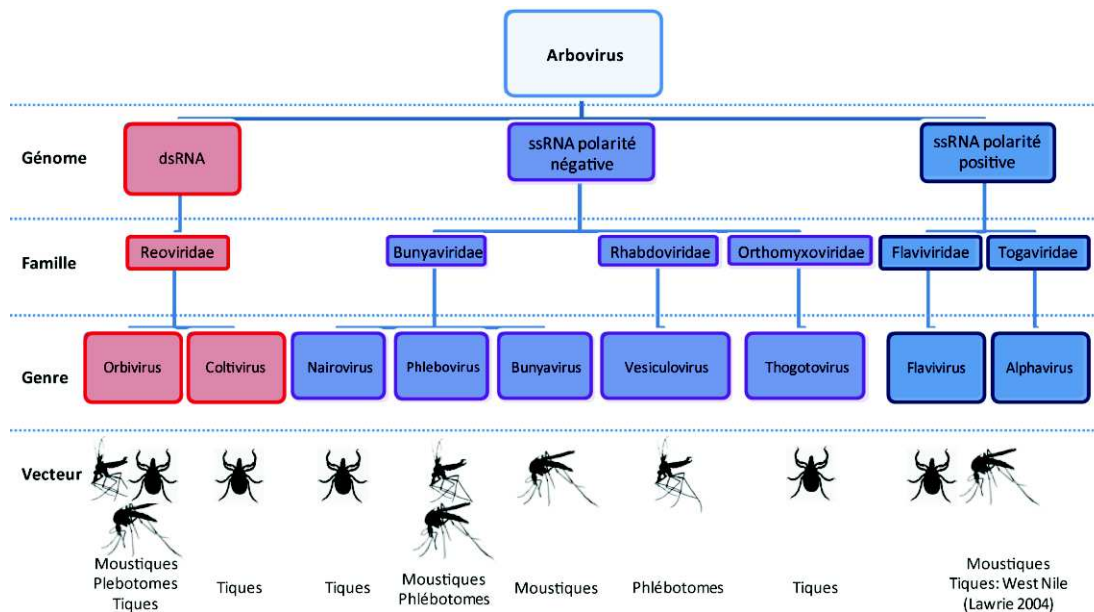 Arbovirus
Génome
dsRNA
ssRNA polarité
négative
ssRNA polarité
positive
Famille
Reoviridae
Bunyaviridae
Rhabdoviridae
Orthomyxoviridae
Flaviviridae
Togaviridae
Genre
Orbivirus
Coltivirus
Nairovirus
Phlebovirus
Bunyavirus
Vesiculovirus
Thogotovirus
Flavivirus
Alphavirus
Vecteur
Moustiques
Plebotomes
Tiques
Tiques
Tiques
Moustiques
Phlébotomes
Moustiques
Phlébotomes
Tiques
Moustiques
Tiques: West Nile
(Lawrie 2004)